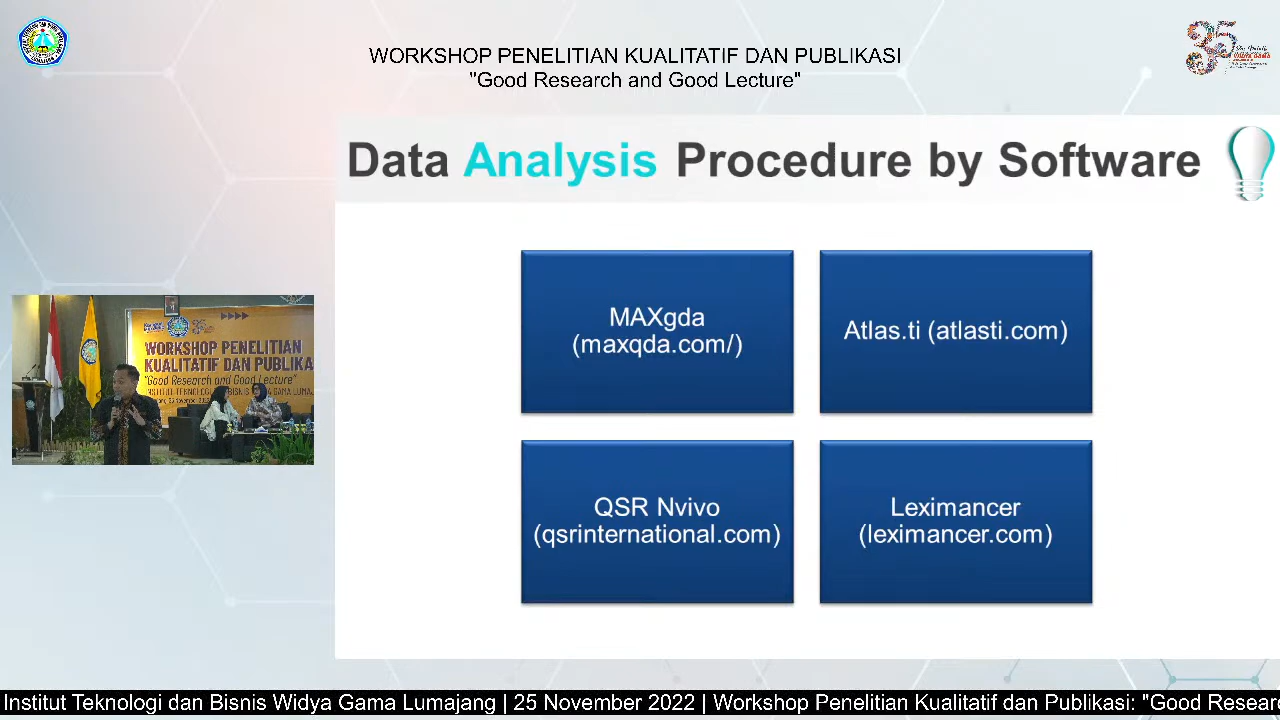 WORKSHOP PENELITIAN KUALITATIF DAN PUBLIKASI
"Good Research and Good Lecture"
Data Analysis Procedure by Software
MAXgda
(maxqda.com/)
Atlas.ti (atlasti.com)
QSR Nvivo
(qsrinternational.com)
Leximancer
(leximancer.com)
WORKSHOP PENELITIAN
KUALITATIF DAN PUBLIKA
"Good Research and Good Lecture"
Institut Teknologi dan Bisnis Widya Gama Lumajang | 25 November 2022 | Workshop Penelitian Kualitatif dan Publikasi: "Good Resear